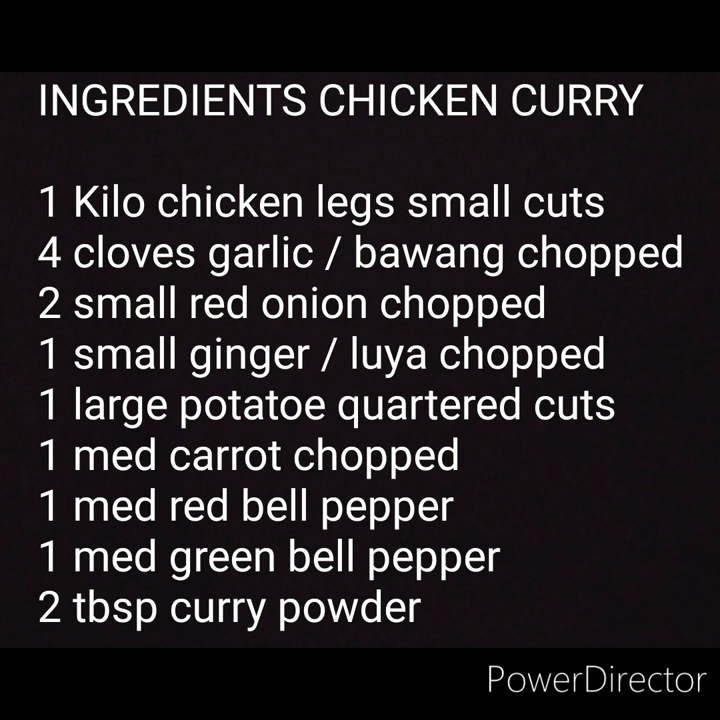 INGREDIENTS CHICKEN CURRY
1 Kilo chicken legs small cuts
4 cloves garlic / bawang chopped
2 small red onion chopped
1 small ginger / luya chopped
1 large potatoe quartered cuts
1 med carrot chopped
1 med red bell pepper
1 med green bell pepper
2 tbsp curry powder
PowerDirector